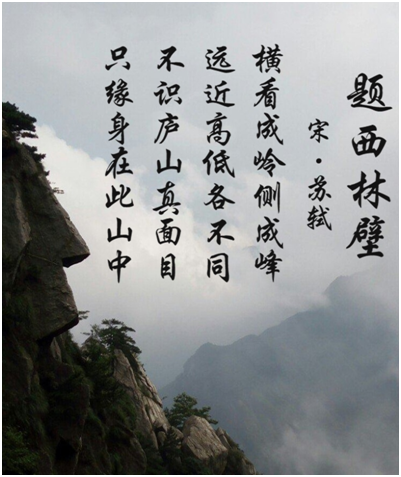 题西林壁
宋·苏轼
横看成岭侧成峰
远近高低各不同
不识庐山真面目
只缘身在此山中